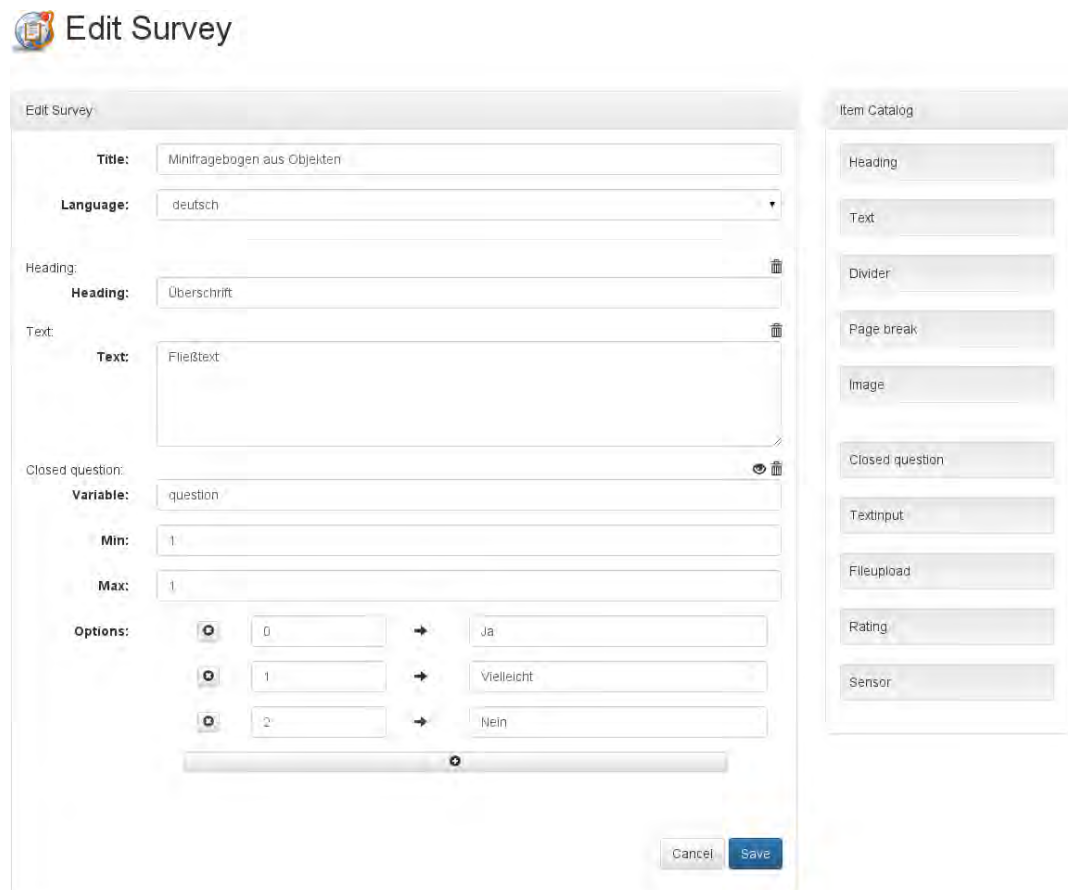 Edit Survey
Edit Survey
Title: Minifragebogen aus Objekten
Language: deutsch
Heading:
Heading: Überschrift
Text:
Text: Fließtext
Closed question:
Variable: question
Min: 1
Max: 1
Options: 0 Ja
1 Vielleicht
2 Nein
Cancel Save
Item Catalog
Heading
Text
Divider
Page break
Image
Closed question
Textinput
Fileupload
Rating
Sensor